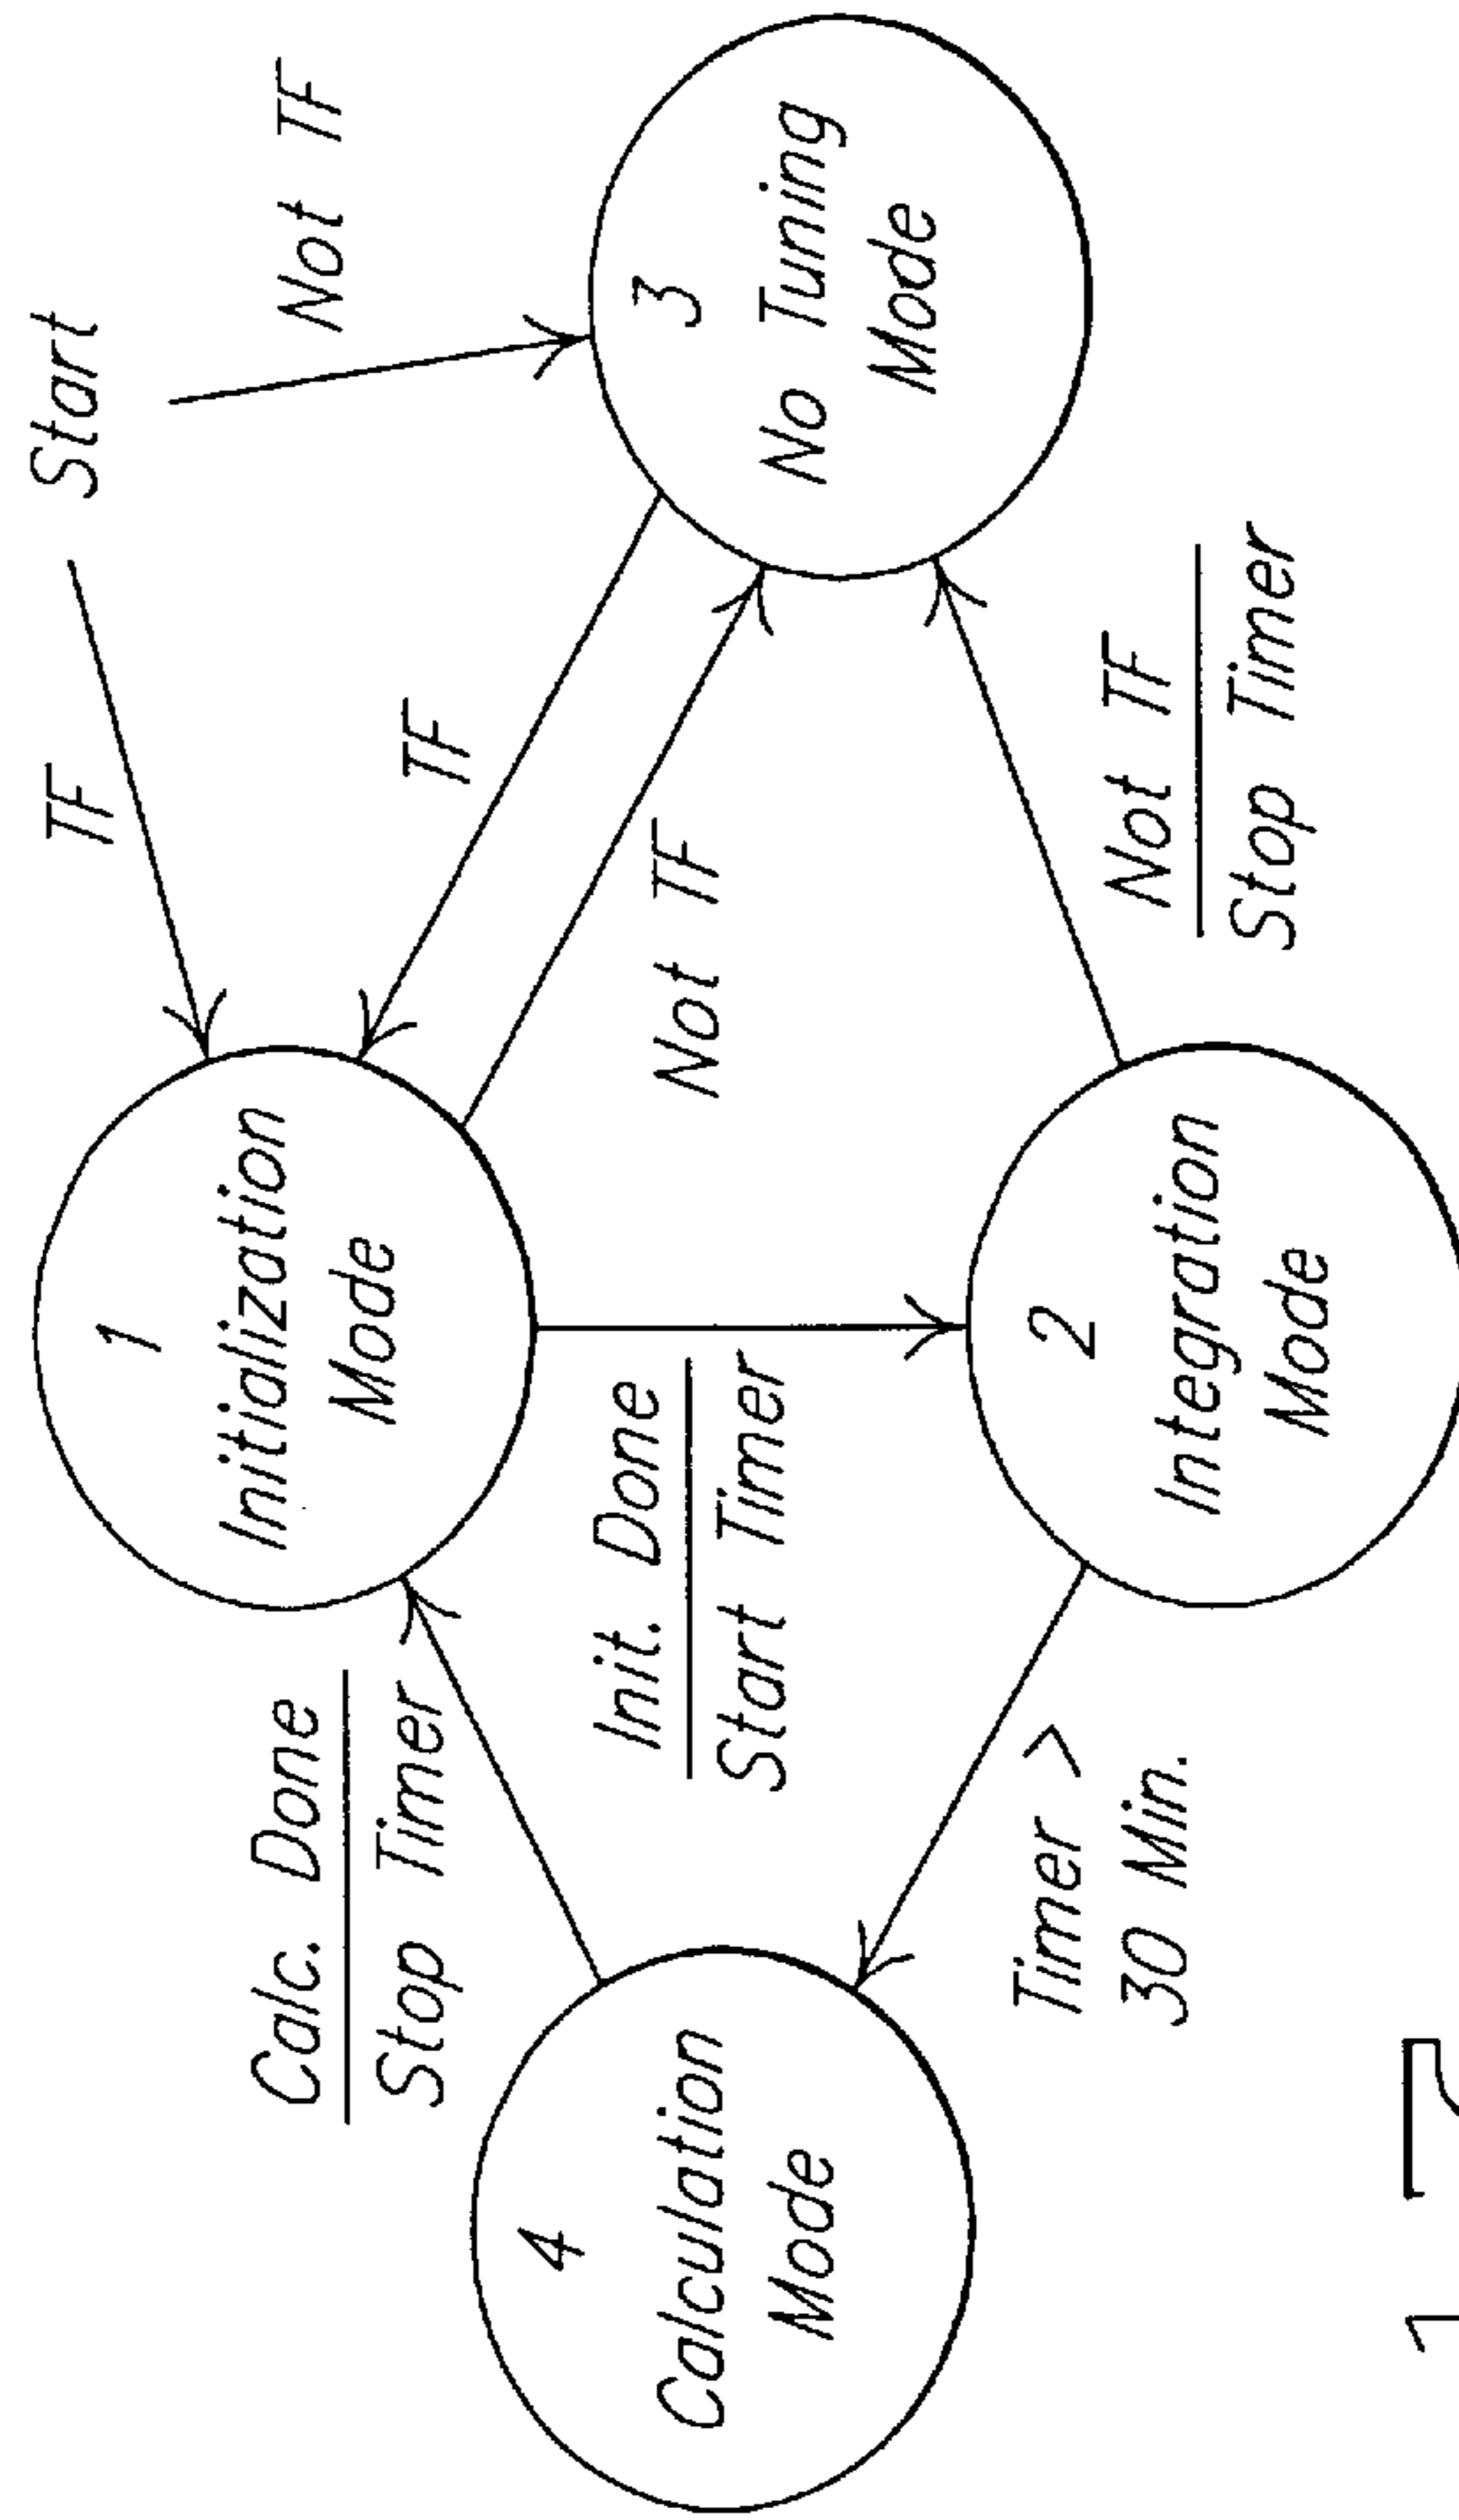 Start
TF
Not TF
1
Initialization
Mode
TF
Not TF
3
No Tuning
Mode
Calc. Done
Stop Timer
Init. Done
Start Timer
4
Calculation
Mode
Timer >
30 Min.
2
Integration
Mode
Not TF
Stop Timer